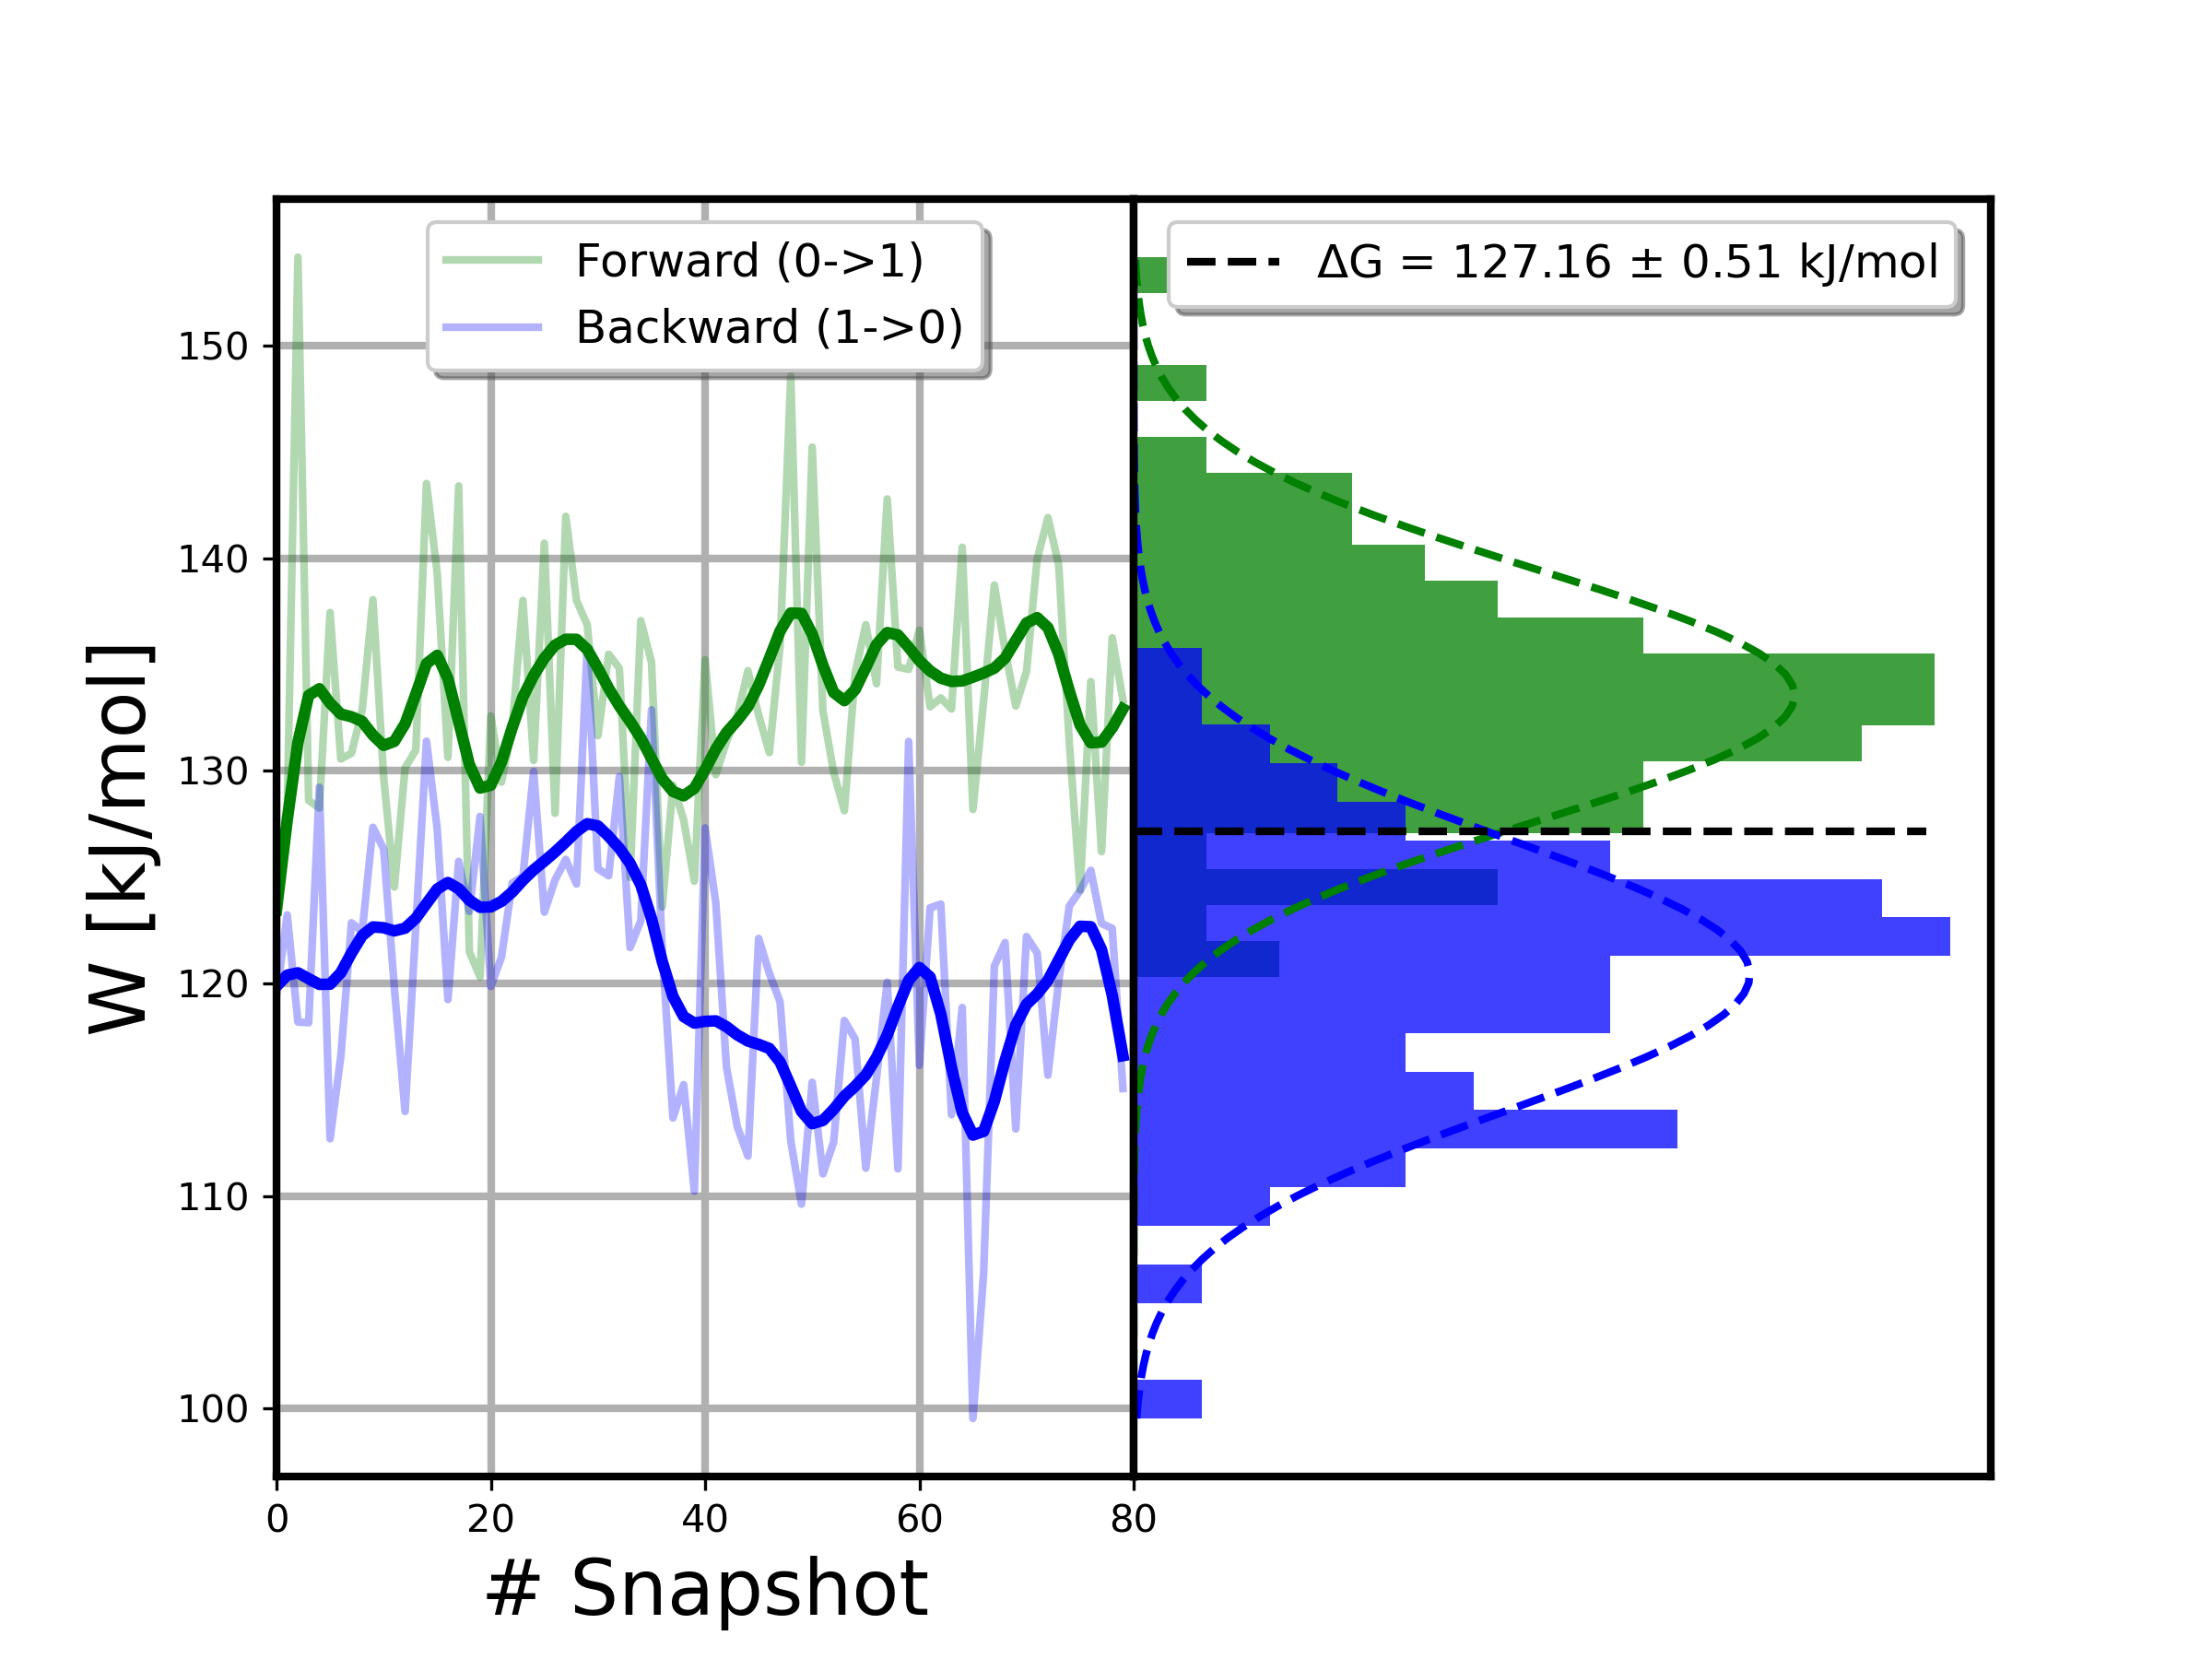 Forward (0->1)
Backward (1->0)
ΔG = 127.16 ± 0.51 kJ/mol
W [kJ/mol]
150
140
130
120
110
100
0 20 40 60 80
# Snapshot